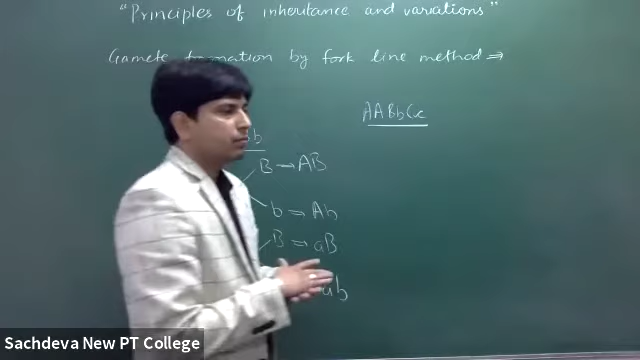 "Principles of inheritance and variations"
Gamete formation by fork line method ⇒
AABbCc
b
B → AB
b → Ab
B → aB
ab
Sachdeva New PT College